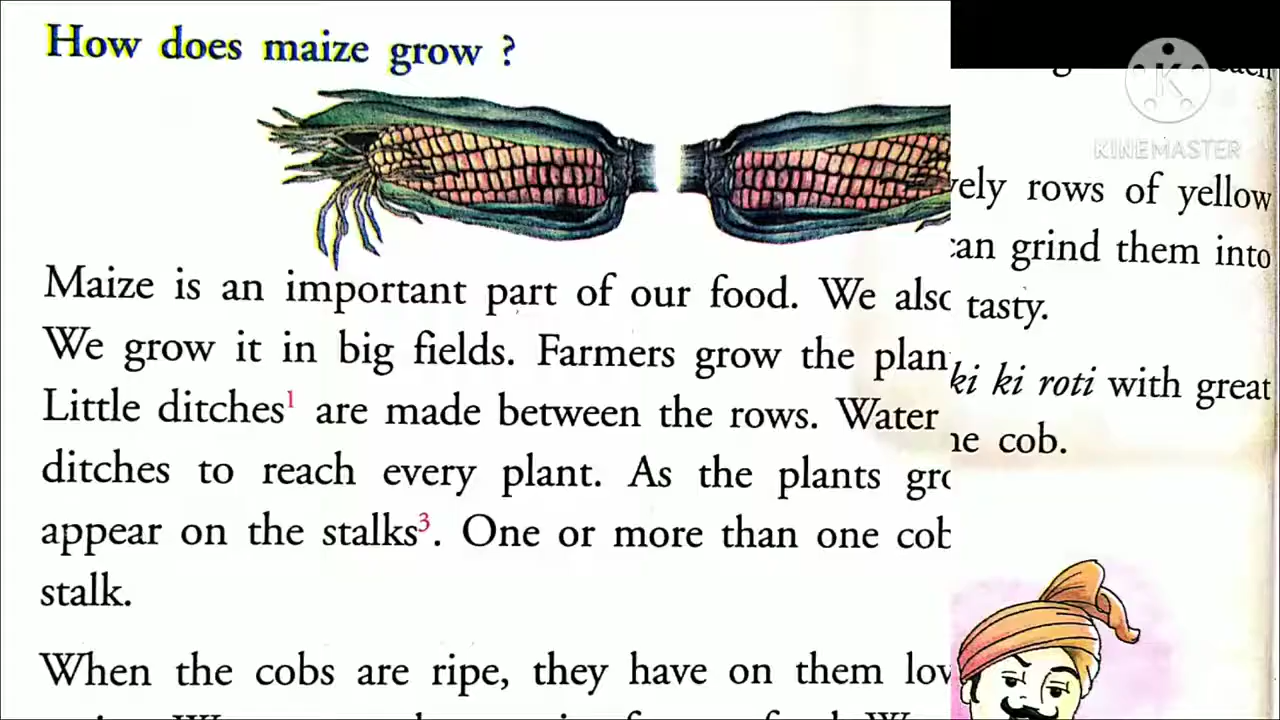 How does maize grow ?
Maize is an important part of our food. We also
We grow it in big fields. Farmers grow the plan
Little ditches¹ are made between the rows. Water
ditches to reach every plant. As the plants gro
appear on the stalks³. One or more than one cob
stalk.
When the cobs are ripe, they have on them lov
each
KINEMASTER
vely rows of yellow
can grind them into
tasty.
ki ki roti with great
he cob.